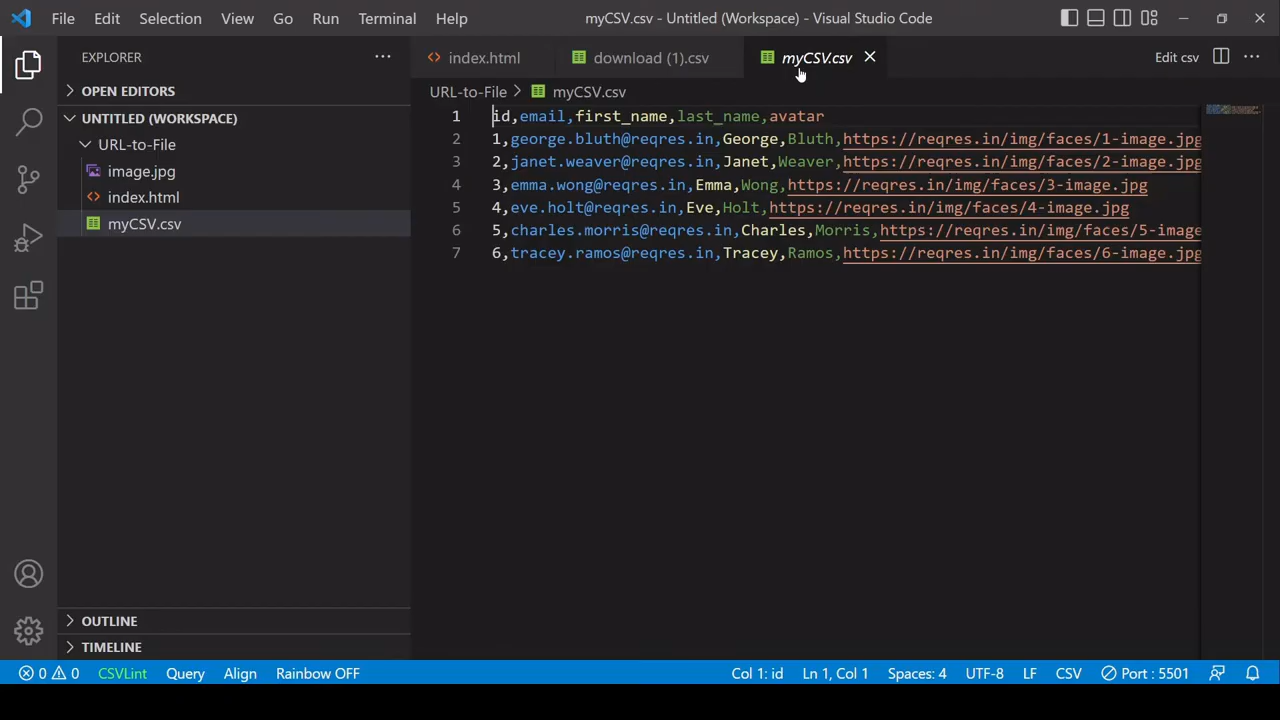 File Edit Selection View Go Run Terminal Help myCSV.csv - Untitled (Workspace) - Visual Studio Code
EXPLORER
index.html download (1).csv myCSV.csv Edit csv
OPEN EDITORS
UNTITLED (WORKSPACE)
URL-to-File
image.jpg
index.html
myCSV.csv
URL-to-File > myCSV.csv
1 id,email,first_name,last_name,avatar
2 1,george.bluth@reqres.in,George,Bluth,https://reqres.in/img/faces/1-image.jpg
3 2,janet.weaver@reqres.in,Janet,Weaver,https://reqres.in/img/faces/2-image.jpg
4 3,emma.wong@reqres.in,Emma,Wong,https://reqres.in/img/faces/3-image.jpg
5 4,eve.holt@reqres.in,Eve,Holt,https://reqres.in/img/faces/4-image.jpg
6 5,charles.morris@reqres.in,Charles,Morris,https://reqres.in/img/faces/5-image
7 6,tracey.ramos@reqres.in,Tracey,Ramos,https://reqres.in/img/faces/6-image.jpg
OUTLINE
TIMELINE
0 0 CSVLint Query Align Rainbow OFF Col 1: id Ln 1, Col 1 Spaces: 4 UTF-8 LF CSV Port : 5501